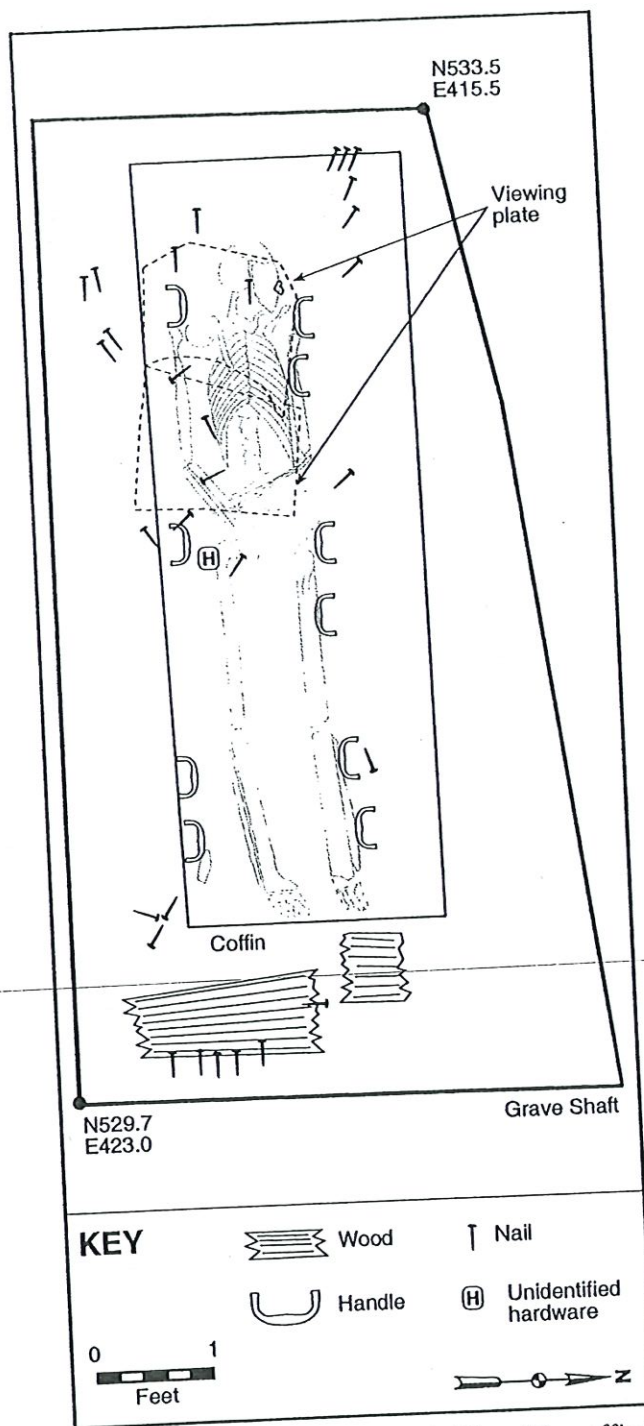 N533.5
E415.5
Viewing
plate
H
Coffin
Grave Shaft
N529.7
E423.0
KEY
Wood
Nail
Handle
H
Unidentified
hardware
0 1
Feet
N